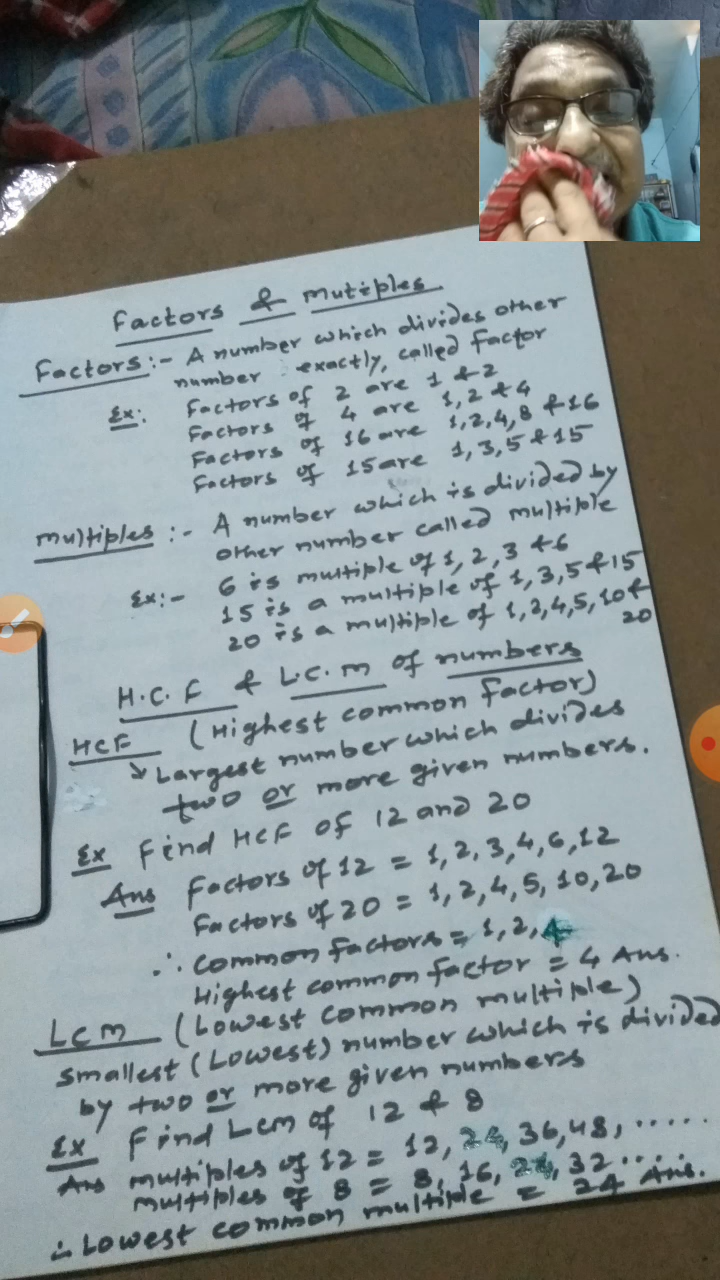 Factors & Mutiples
Factors :- A number which divides other
number exactly, called Factor
Ex: Factors of 2 are 1 & 2
Factors of 4 are 1, 2 & 4
Factors of 16 are 1, 2, 4, 8 & 16
Factors of 15 are 1, 3, 5 & 15
multiples :- A number which is divided by
other number called multiple
Ex:- 6 is multiple of 1, 2, 3 & 6
15 is a multiple of 1, 3, 5 & 15
20 is a multiple of 1, 2, 4, 5, 10 &
20
H.C.F & L.C.M of numbers
HCF (Highest common factor)
↳ Largest number which divides
two or more given numbers.
Ex Find HCF of 12 and 20
Ans Factors of 12 = 1, 2, 3, 4, 6, 12
Factors of 20 = 1, 2, 4, 5, 10, 20
∴ Common factors = 1, 2, 4
Highest common factor = 4 Ans.
LCM (Lowest common multiple)
Smallest (Lowest) number which is divided
by two or more given numbers
Ex Find Lcm of 12 & 8
Ans multiples of 12 = 12, 24, 36, 48, ......
multiples of 8 = 8, 16, 24, 32 .....
∴ Lowest common multiple = 24 Ans.